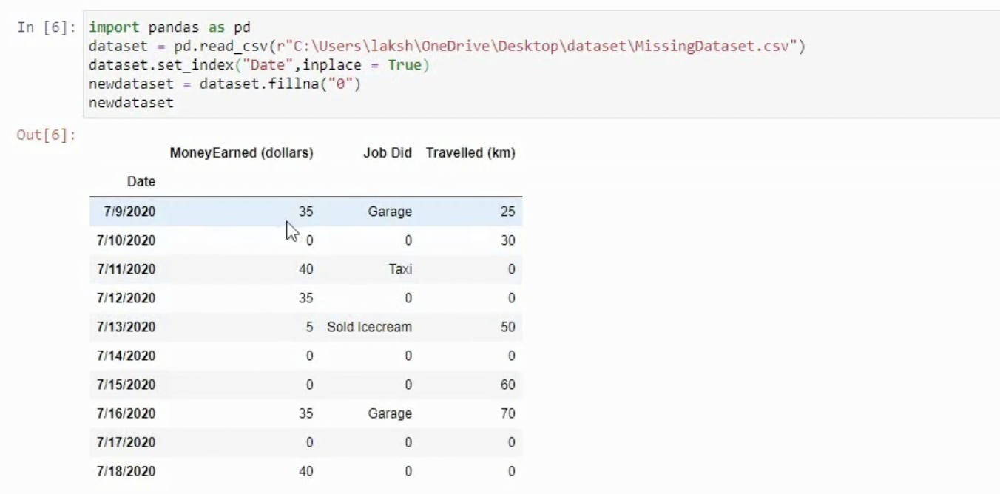 In [6]: import pandas as pd
dataset = pd.read_csv(r"C:\Users\laksh\OneDrive\Desktop\dataset\MissingDataset.csv")
dataset.set_index("Date",inplace = True)
newdataset = dataset.fillna("0")
newdataset
Out[6]:
MoneyEarned (dollars) Job Did Travelled (km)
Date
7/9/2020 35 Garage 25
7/10/2020 0 0 30
7/11/2020 40 Taxi 0
7/12/2020 35 0 0
7/13/2020 5 Sold Icecream 50
7/14/2020 0 0 0
7/15/2020 0 0 60
7/16/2020 35 Garage 70
7/17/2020 0 0 0
7/18/2020 40 0 0